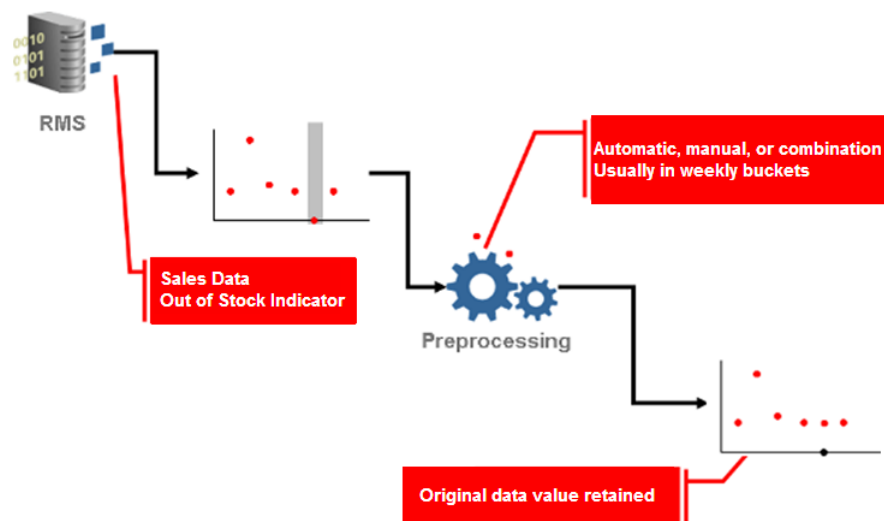 0010
0101
1101
RMS
Automatic, manual, or combination
Usually in weekly buckets
Sales Data
Out of Stock Indicator
Preprocessing
Original data value retained